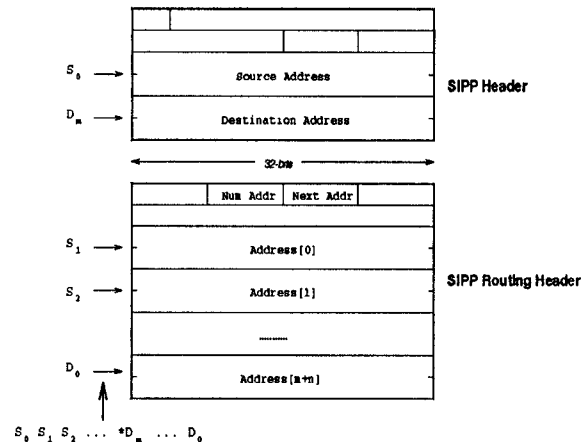 S₀ Source Address
SIPP Header
Dₘ Destination Address
32-bits
Num Addr Next Addr
S₁ Address[0]
S₂ Address[1]
SIPP Routing Header
..........
D₀ Address[m+n]
S₀ S₁ S₂ ... *Dₘ ... D₀